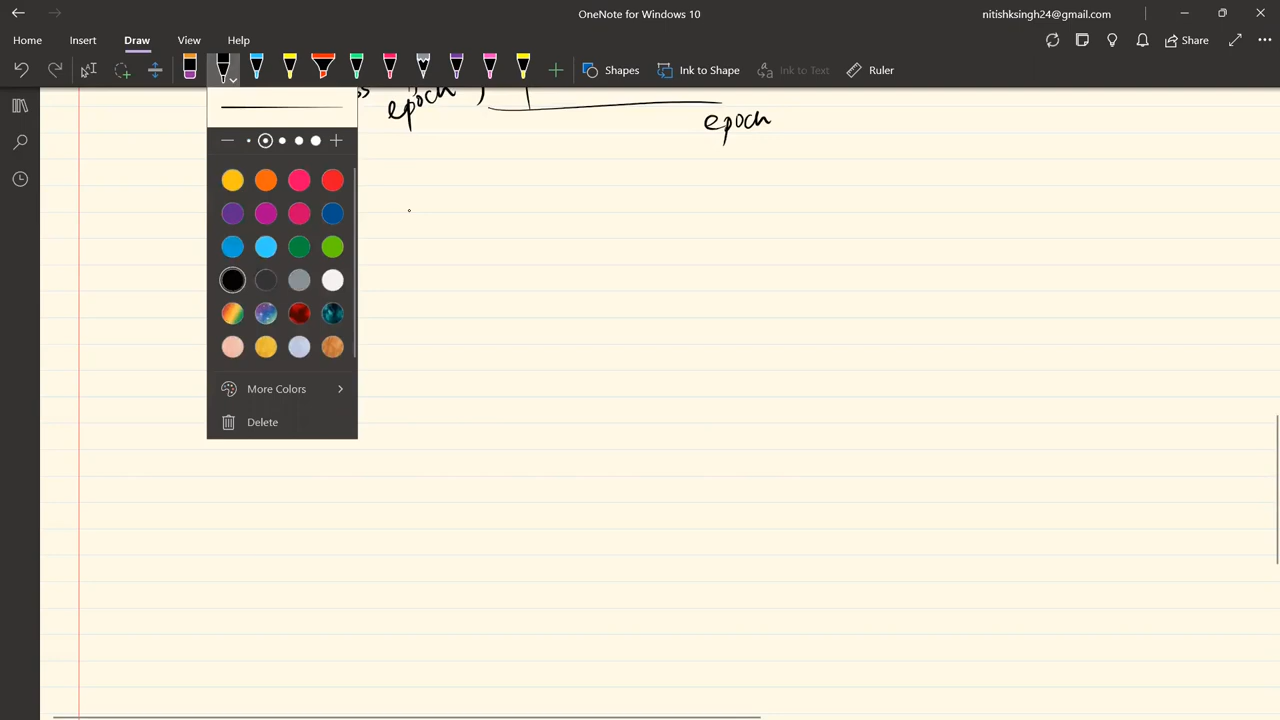 OneNote for Windows 10
nitishksingh24@gmail.com
Home
Insert
Draw
View
Help
Share
Shapes
Ink to Shape
Ink to Text
Ruler
epoch
epoch
More Colors
Delete